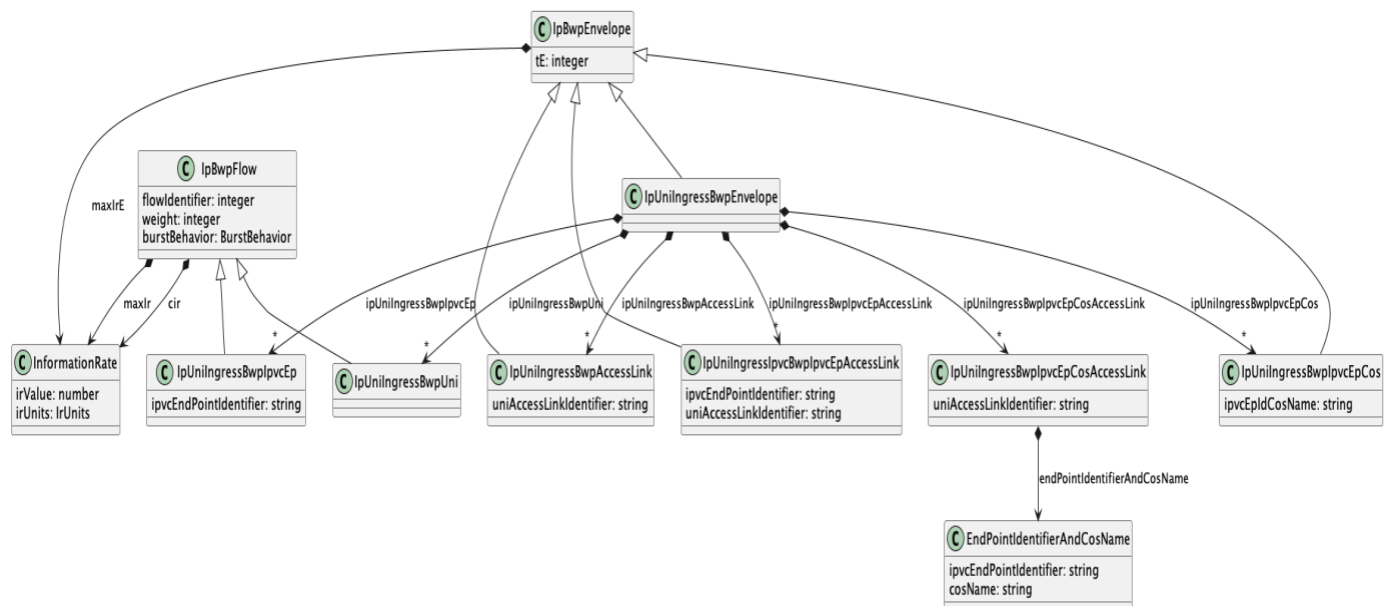 C IpBwpEnvelope
tE: integer
C IpBwpFlow
flowIdentifier: integer
weight: integer
burstBehavior: BurstBehavior
maxIrE
C IpUniIngressBwpEnvelope
maxIr
cir
ipUniIngressBwpIpvcEp
ipUniIngressBwpUni
ipUniIngressBwpAccessLink
ipUniIngressBwpIpvcEpAccessLink
ipUniIngressBwpIpvcEpCosAccessLink
ipUniIngressBwpIpvcEpCos
*
*
*
*
*
*
C InformationRate
irValue: number
irUnits: IrUnits
C IpUniIngressBwpIpvcEp
ipvcEndPointIdentifier: string
C IpUniIngressBwpUni
C IpUniIngressBwpAccessLink
uniAccessLinkIdentifier: string
C IpUniIngressIpvcBwpIpvcEpAccessLink
ipvcEndPointIdentifier: string
uniAccessLinkIdentifier: string
C IpUniIngressBwpIpvcEpCosAccessLink
uniAccessLinkIdentifier: string
C IpUniIngressBwpIpvcEpCos
ipvcEpIdCosName: string
endPointIdentifierAndCosName
C EndPointIdentifierAndCosName
ipvcEndPointIdentifier: string
cosName: string